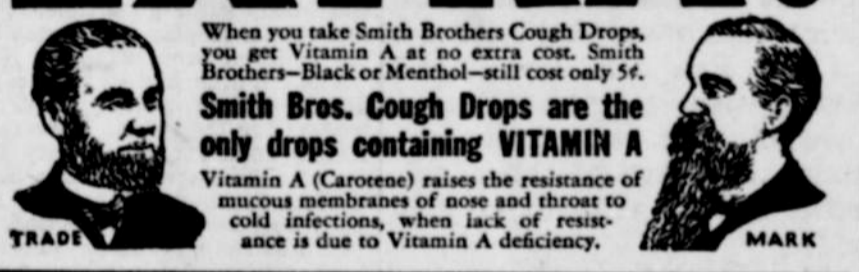 When you take Smith Brothers Cough Drops,
you get Vitamin A at no extra cost. Smith
Brothers—Black or Menthol—still cost only 5¢.
Smith Bros. Cough Drops are the
only drops containing VITAMIN A
Vitamin A (Carotene) raises the resistance of
mucous membranes of nose and throat to
cold infections, when lack of resist-
ance is due to Vitamin A deficiency.
TRADE
MARK